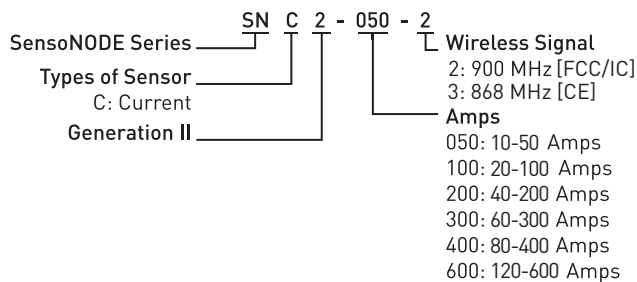 SN C 2 - 050 - 2
SensoNODE Series
Types of Sensor
C: Current
Generation II
Wireless Signal
2: 900 MHz [FCC/IC]
3: 868 MHz [CE]
Amps
050: 10-50 Amps
100: 20-100 Amps
200: 40-200 Amps
300: 60-300 Amps
400: 80-400 Amps
600: 120-600 Amps